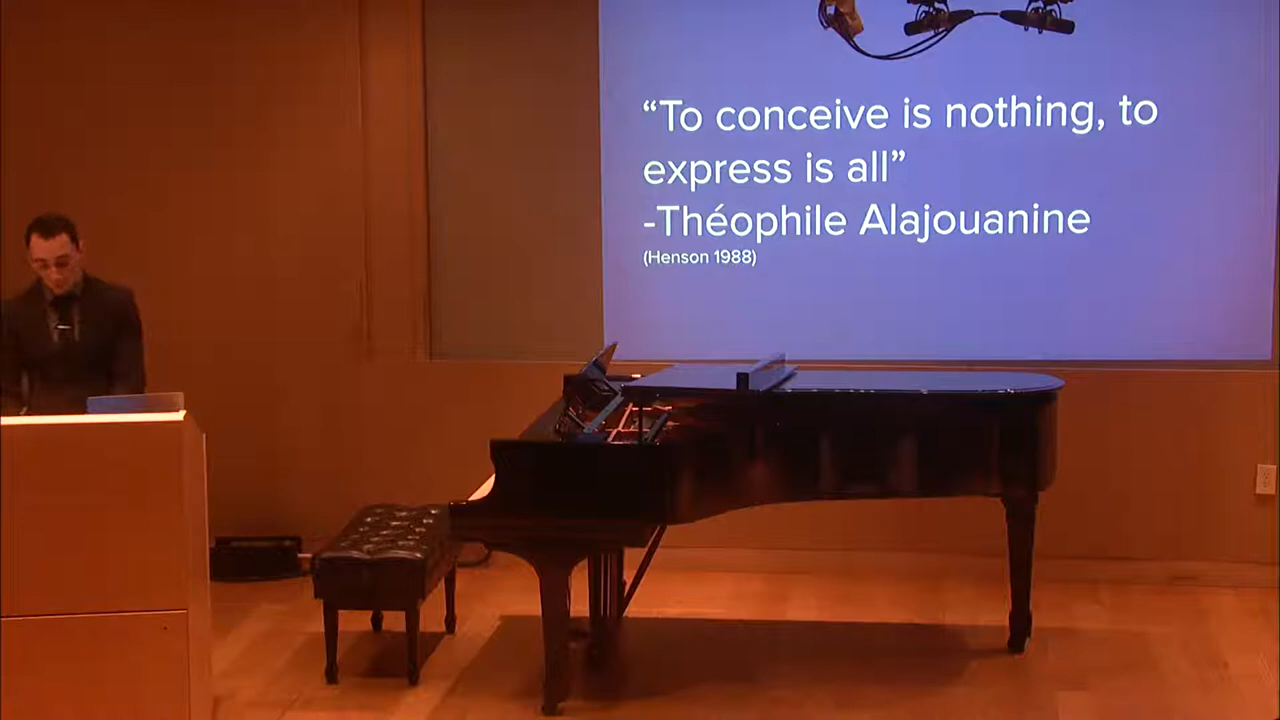 “To conceive is nothing, to
express is all”
-Théophile Alajouanine
(Henson 1988)